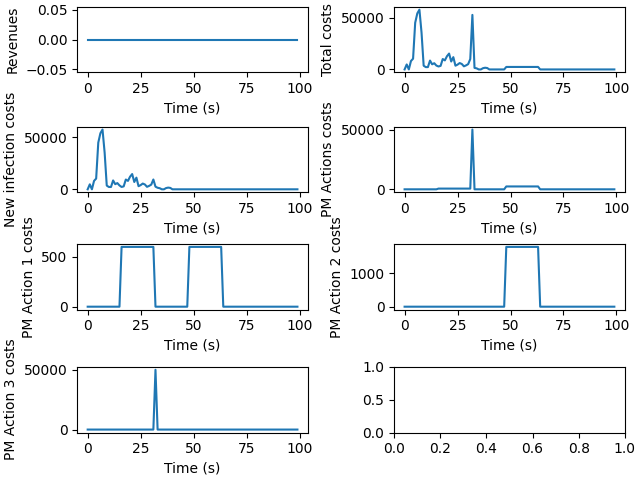 Revenues
0.05
0.00
−0.05
0 25 50 75 100
Time (s)
Total costs
50000
0
0 25 50 75 100
Time (s)
New infection costs
50000
0
0 25 50 75 100
Time (s)
PM Actions costs
50000
0
0 25 50 75 100
Time (s)
PM Action 1 costs
500
0
0 25 50 75 100
Time (s)
PM Action 2 costs
1000
0
0 25 50 75 100
Time (s)
PM Action 3 costs
50000
0
0 25 50 75 100
Time (s)
1.0
0.5
0.0
0.0 0.2 0.4 0.6 0.8 1.0